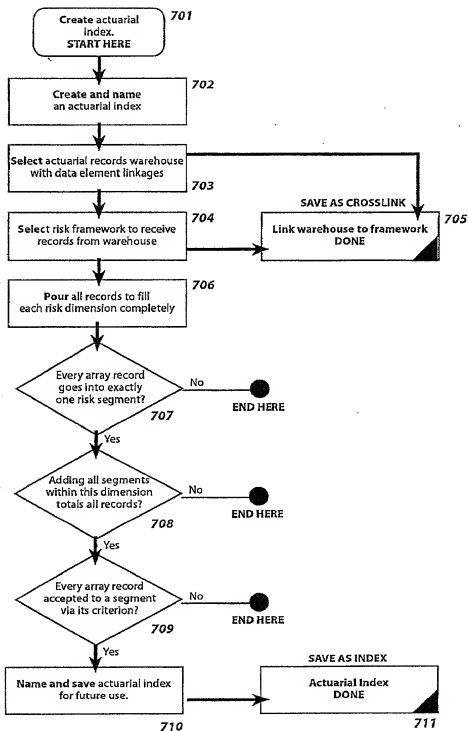 701
Create actuarial
index.
START HERE
702
Create and name
an actuarial index
Select actuarial records warehouse
with data element linkages
703
704
Select risk framework to receive
records from warehouse
SAVE AS CROSSLINK
705
Link warehouse to framework
DONE
706
Pour all records to fill
each risk dimension completely
Every array record
goes into exactly
one risk segment?
707
No
END HERE
Yes
Adding all segments
within this dimension
totals all records?
708
No
END HERE
Yes
Every array record
accepted to a segment
via its criterion?
709
No
END HERE
Yes
Name and save actuarial index
for future use.
710
SAVE AS INDEX
Actuarial Index
DONE
711